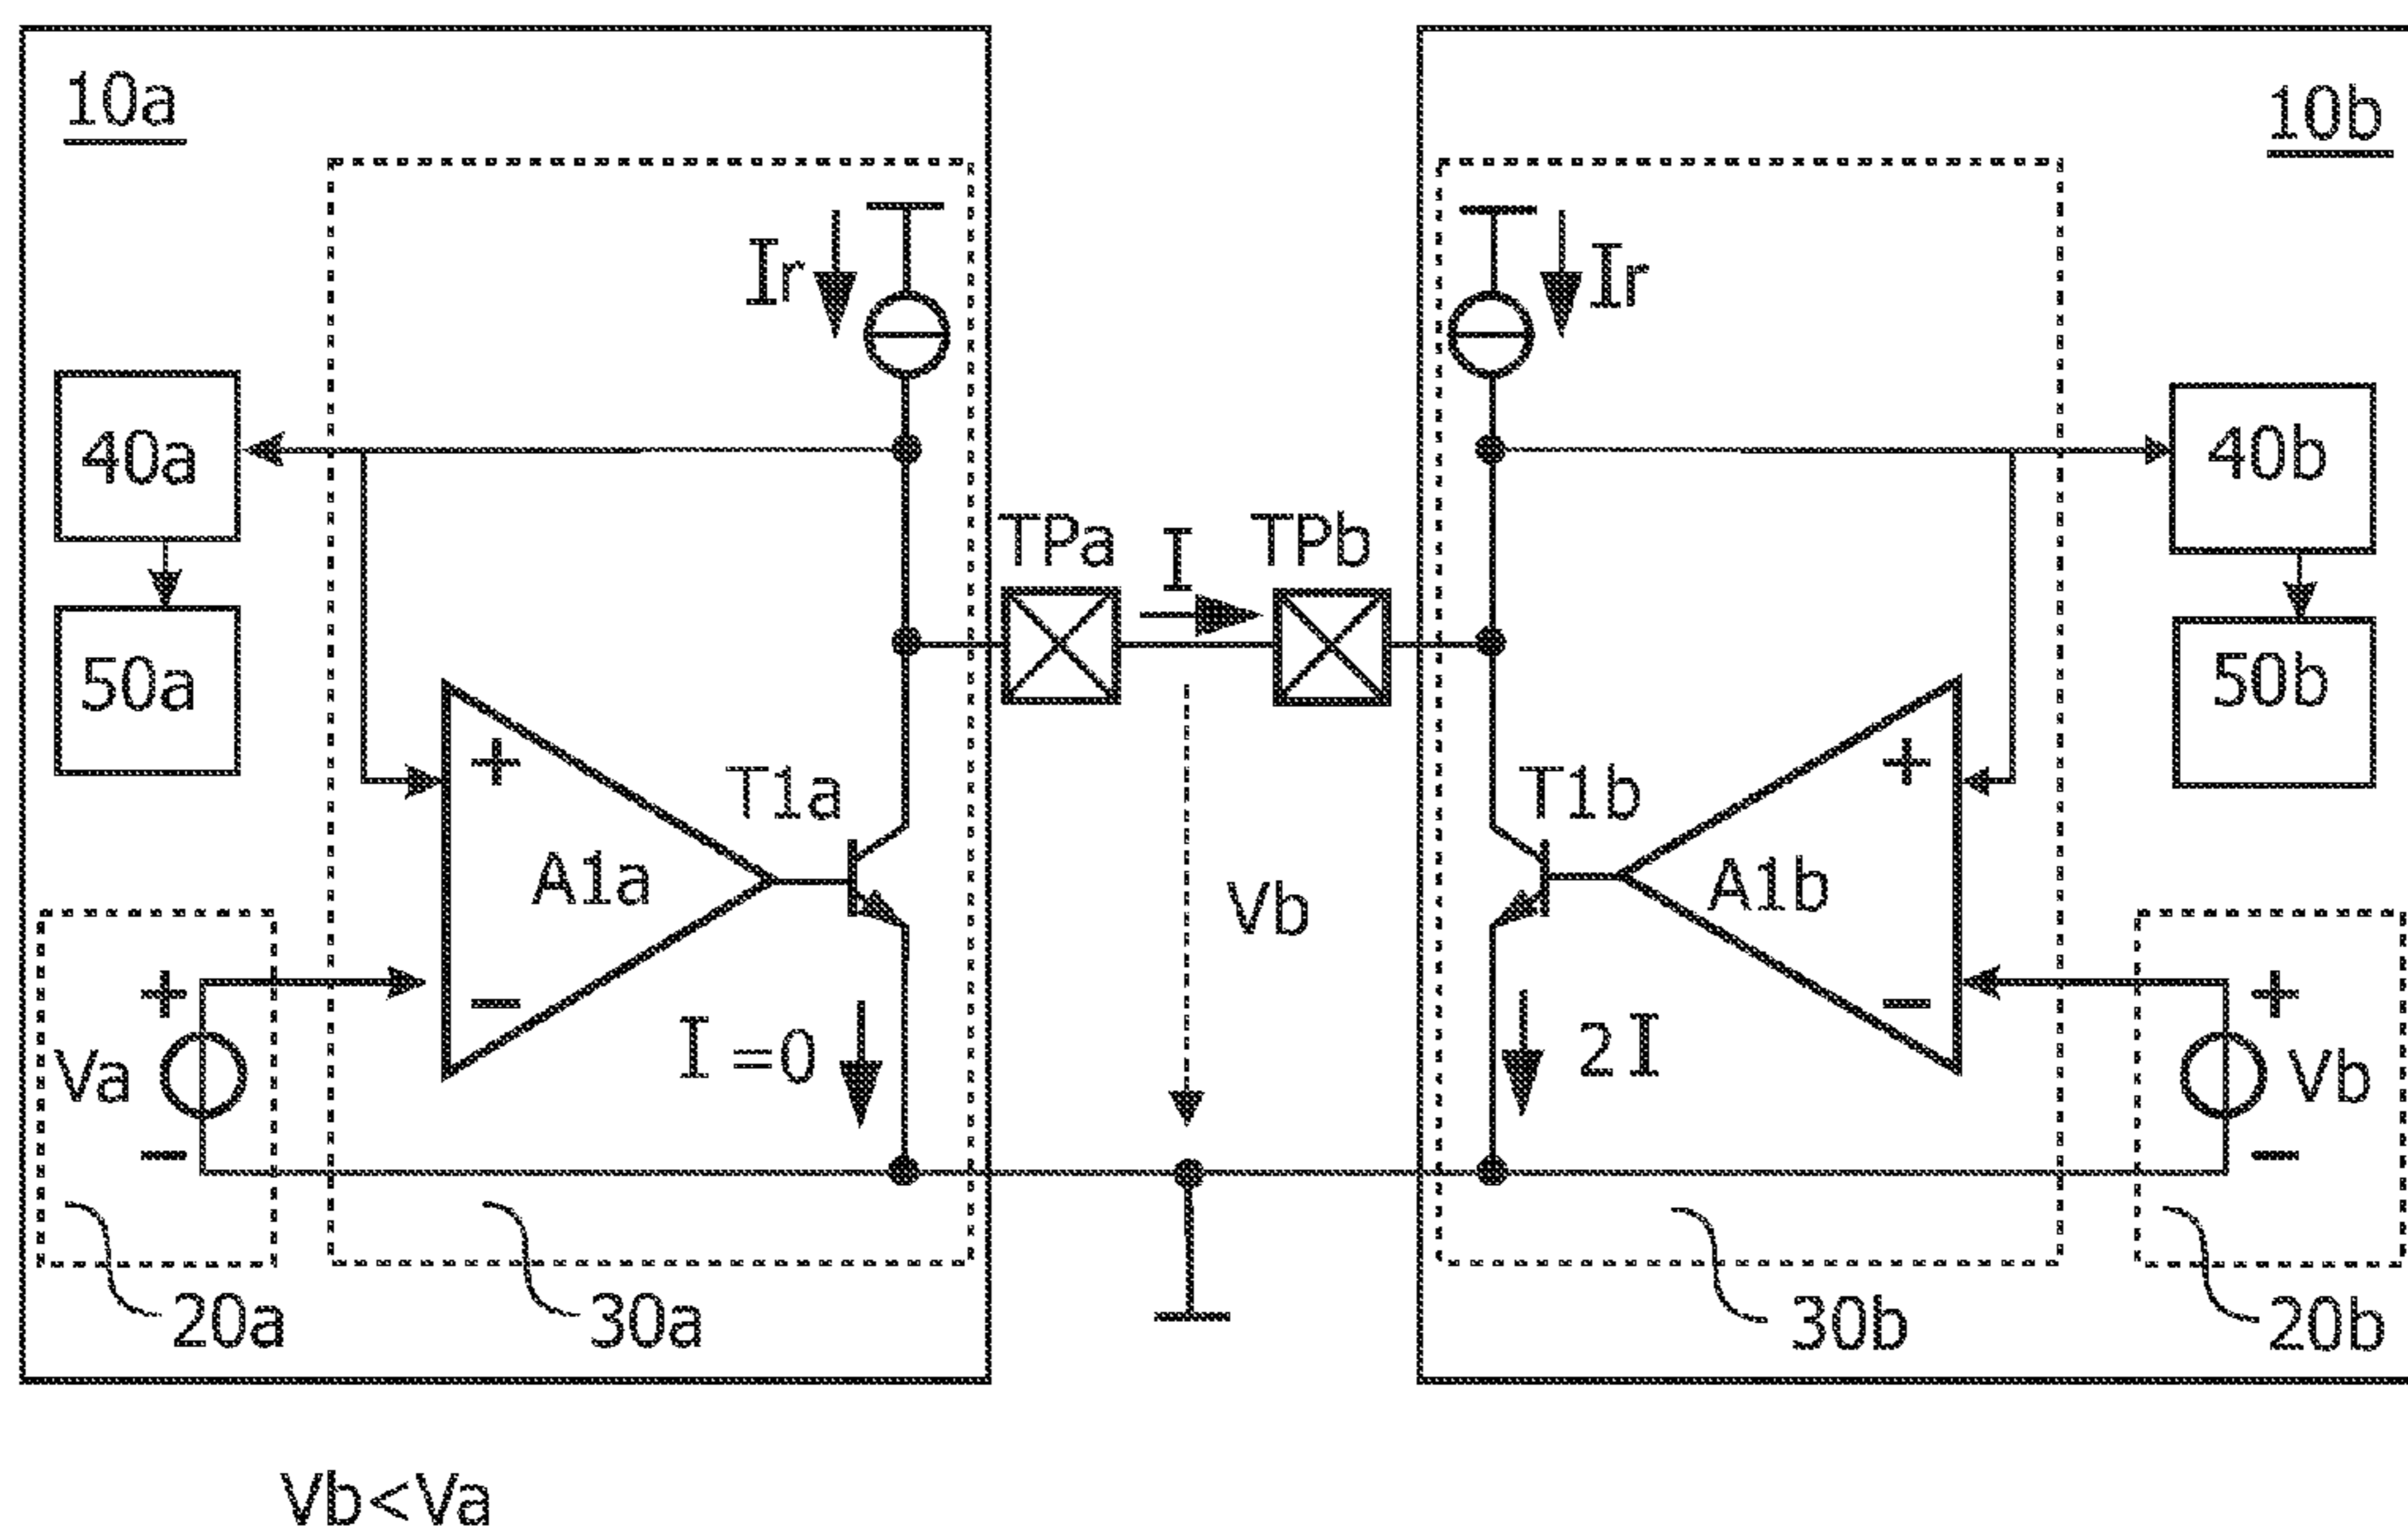 10a
10b
Ir
Ir
40a
40b
TPa
I
TPb
50a
50b
+
T1a
T1b
+
A1a
Vb
A1b
+
−
−
+
Va
I =0
2 I
Vb
−
−
20a
30a
30b
20b
Vb<Va